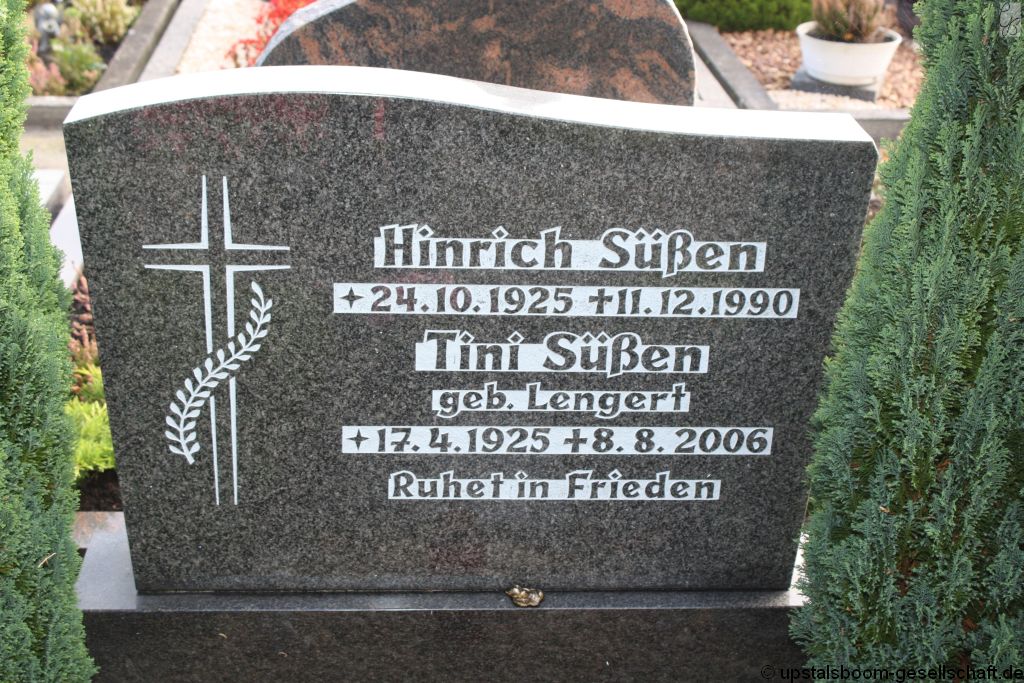 Hinrich Süßen
✦24.10.1925 ✝11.12.1990
Tini Süßen
geb. Lengert
✦17.4.1925 ✝8.8.2006
Ruhet in Frieden
© upstalsboom-gesellschaft.de